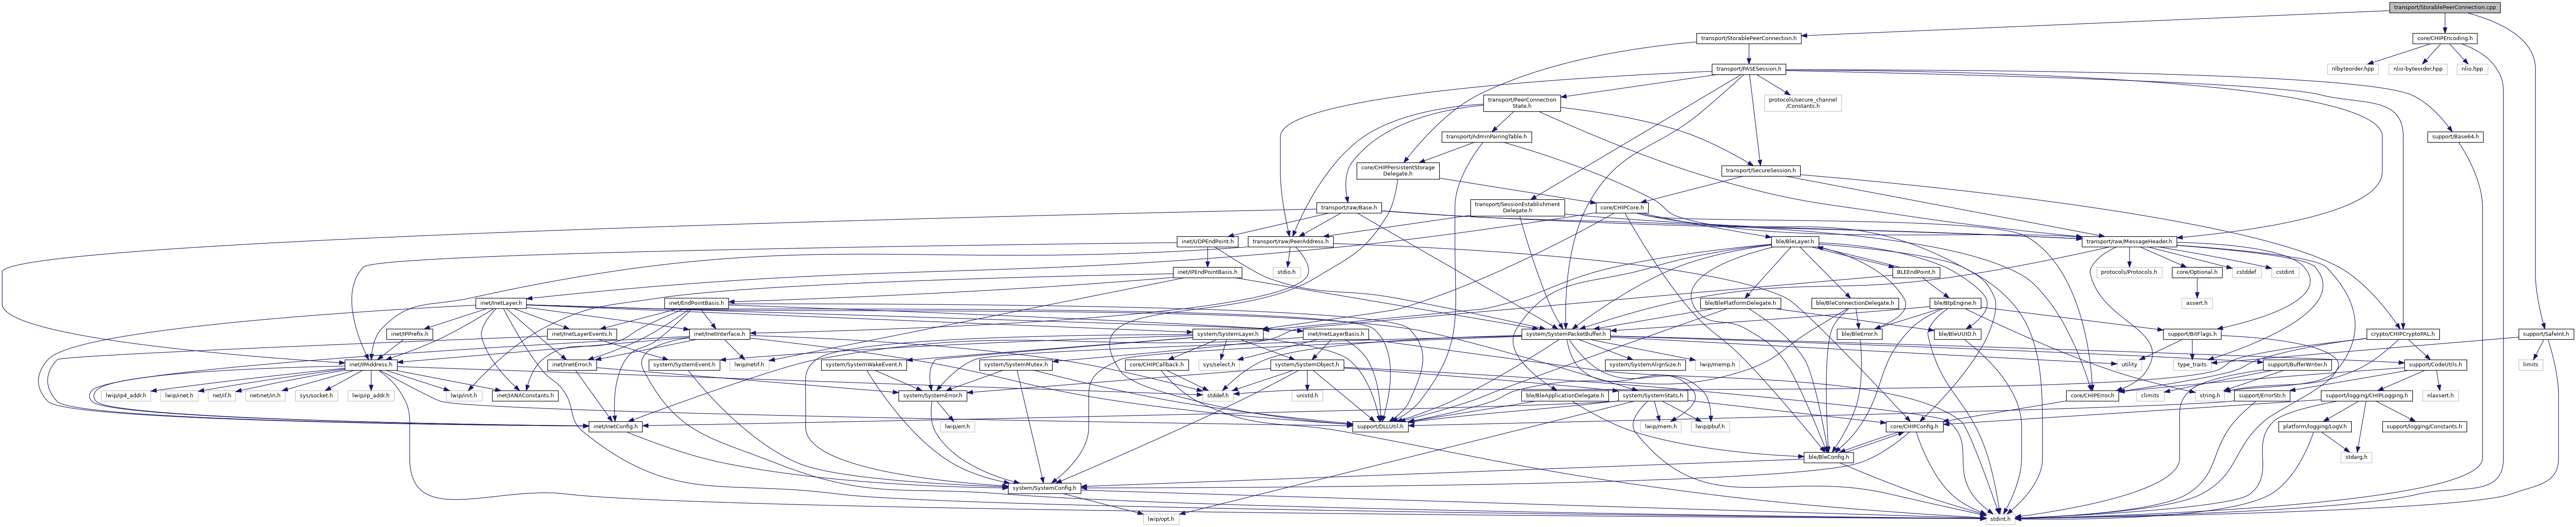 transport/StorablePeerConnection.cpp
transport/StorablePeerConnection.h
core/CHIPEncoding.h
transport/PASESession.h
nlbyteorder.hpp
nlio-byteorder.hpp
nlio.hpp
transport/PeerConnection
State.h
protocols/secure_channel
/Constants.h
transport/AdminPairingTable.h
support/Base64.h
core/CHIPPersistentStorage
Delegate.h
transport/SecureSession.h
transport/raw/Base.h
transport/SessionEstablishment
Delegate.h
core/CHIPCore.h
inet/UDPEndPoint.h
transport/raw/PeerAddress.h
ble/BleLayer.h
transport/raw/MessageHeader.h
inet/IPEndPointBasis.h
stdio.h
BLEEndPoint.h
protocols/Protocols.h
core/Optional.h
cstddef
cstdint
inet/InetLayer.h
inet/EndPointBasis.h
ble/BlePlatformDelegate.h
ble/BleConnectionDelegate.h
ble/BtpEngine.h
assert.h
inet/IPPrefix.h
inet/InetLayerEvents.h
inet/InetInterface.h
system/SystemLayer.h
inet/InetLayerBasis.h
system/SystemPacketBuffer.h
ble/BleError.h
ble/BleUUID.h
support/BitFlags.h
crypto/CHIPCryptoPAL.h
support/SafeInt.h
inet/IPAddress.h
inet/InetError.h
system/SystemEvent.h
lwip/netif.h
system/SystemWakeEvent.h
system/SystemMutex.h
core/CHIPCallback.h
sys/select.h
system/SystemObject.h
system/SystemAlignSize.h
lwip/memp.h
utility
type_traits
support/BufferWriter.h
support/CodeUtils.h
limits
lwip/ip4_addr.h
lwip/inet.h
net/if.h
netinet/in.h
sys/socket.h
lwip/ip_addr.h
lwip/init.h
inet/IANAConstants.h
system/SystemError.h
stddef.h
unistd.h
ble/BleApplicationDelegate.h
system/SystemStats.h
core/CHIPError.h
climits
string.h
support/ErrorStr.h
support/logging/CHIPLogging.h
nlassert.h
inet/InetConfig.h
lwip/err.h
support/DLLUtil.h
lwip/mem.h
lwip/pbuf.h
core/CHIPConfig.h
platform/logging/LogV.h
support/logging/Constants.h
ble/BleConfig.h
stdarg.h
system/SystemConfig.h
lwip/opt.h
stdint.h